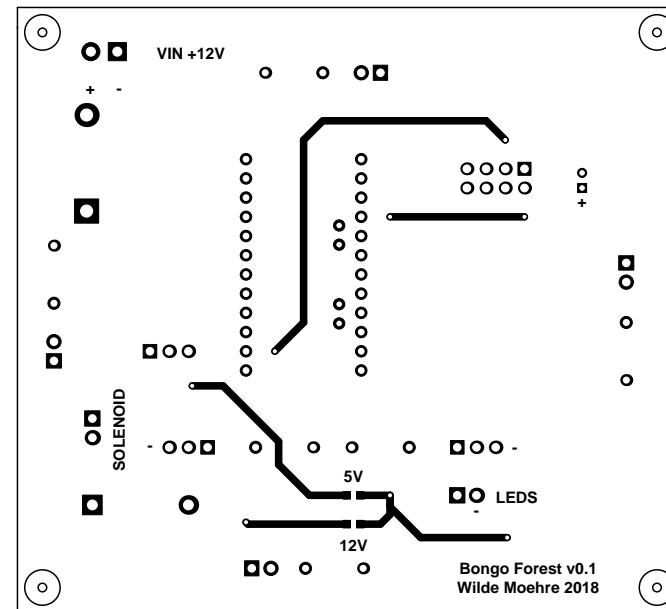 VIN +12V
+ -
+
SOLENOID
-
-
5V
LEDS
-
12V
Bongo Forest v0.1
Wilde Moehre 2018